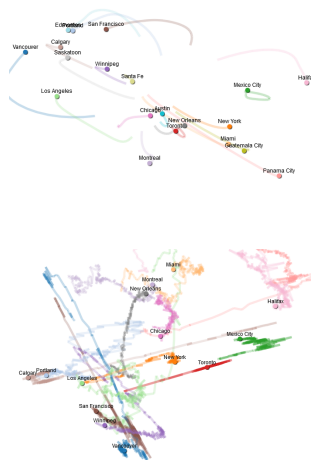 San Francisco
Edmonton Portland
Vancouver
Calgary
Saskatoon
Winnipeg
Santa Fe
Halifa
Los Angeles
Mexico City
Chicago
Austin
New Orleans
Toronto
New York
Miami
Guatemala City
Montreal
Panama City
Miami
Montreal
New Orleans
Halifax
Chicago
Mexico City
New York
Toronto
Portland
Calgary
Los Angeles
San Francisco
Winnipeg
Vancouver